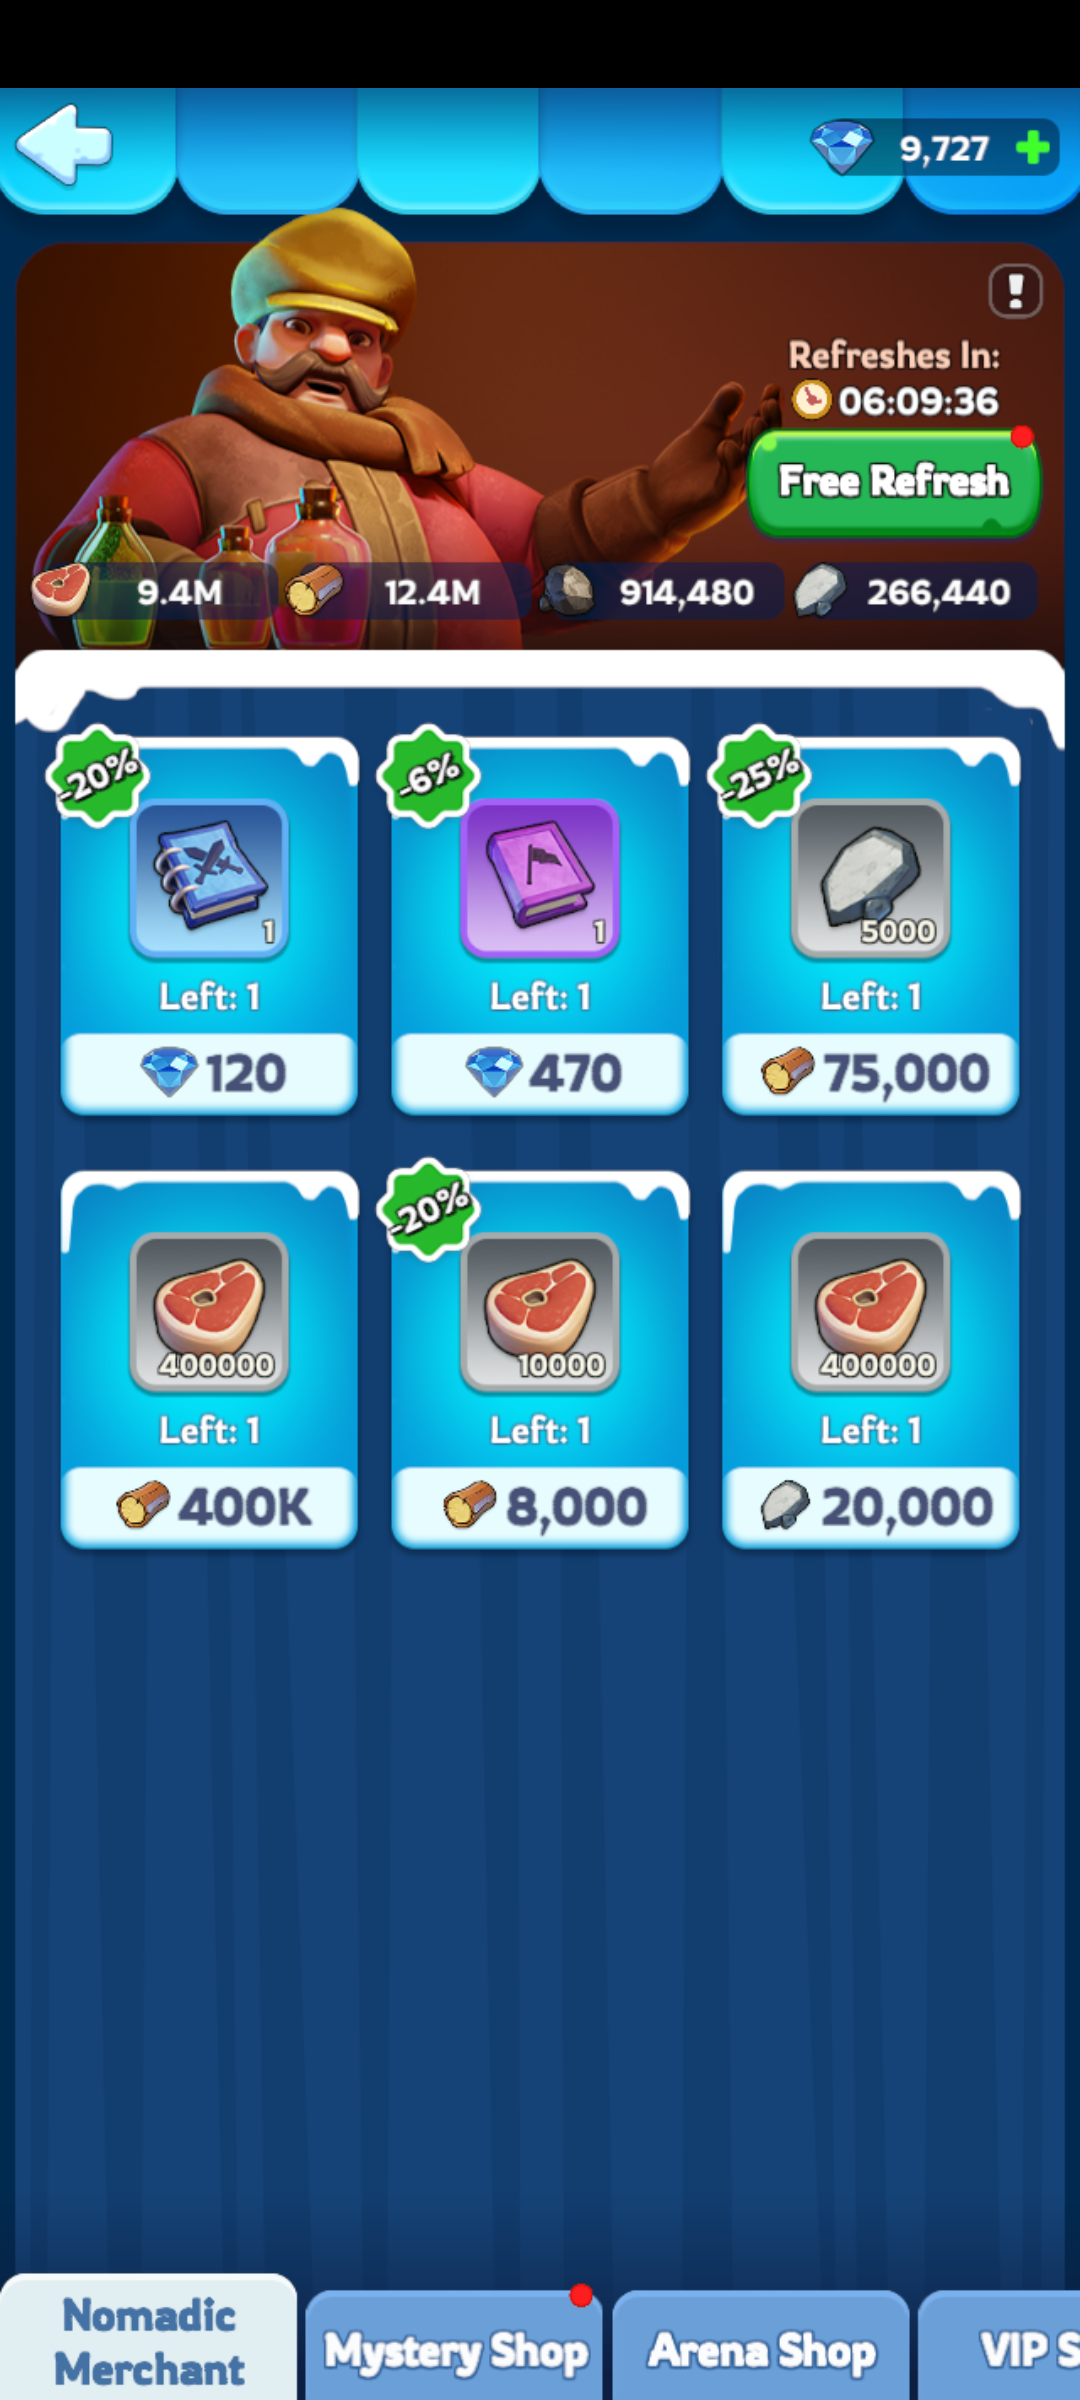 9,727
Refreshes In:
06:09:36
Free Refresh
9.4M 12.4M 914,480 266,440
-20% -6% -25%
1 1 5000
Left: 1 Left: 1 Left: 1
120 470 75,000
-20%
400000 10000 400000
Left: 1 Left: 1 Left: 1
400K 8,000 20,000
Nomadic
Merchant
Mystery Shop Arena Shop VIP S